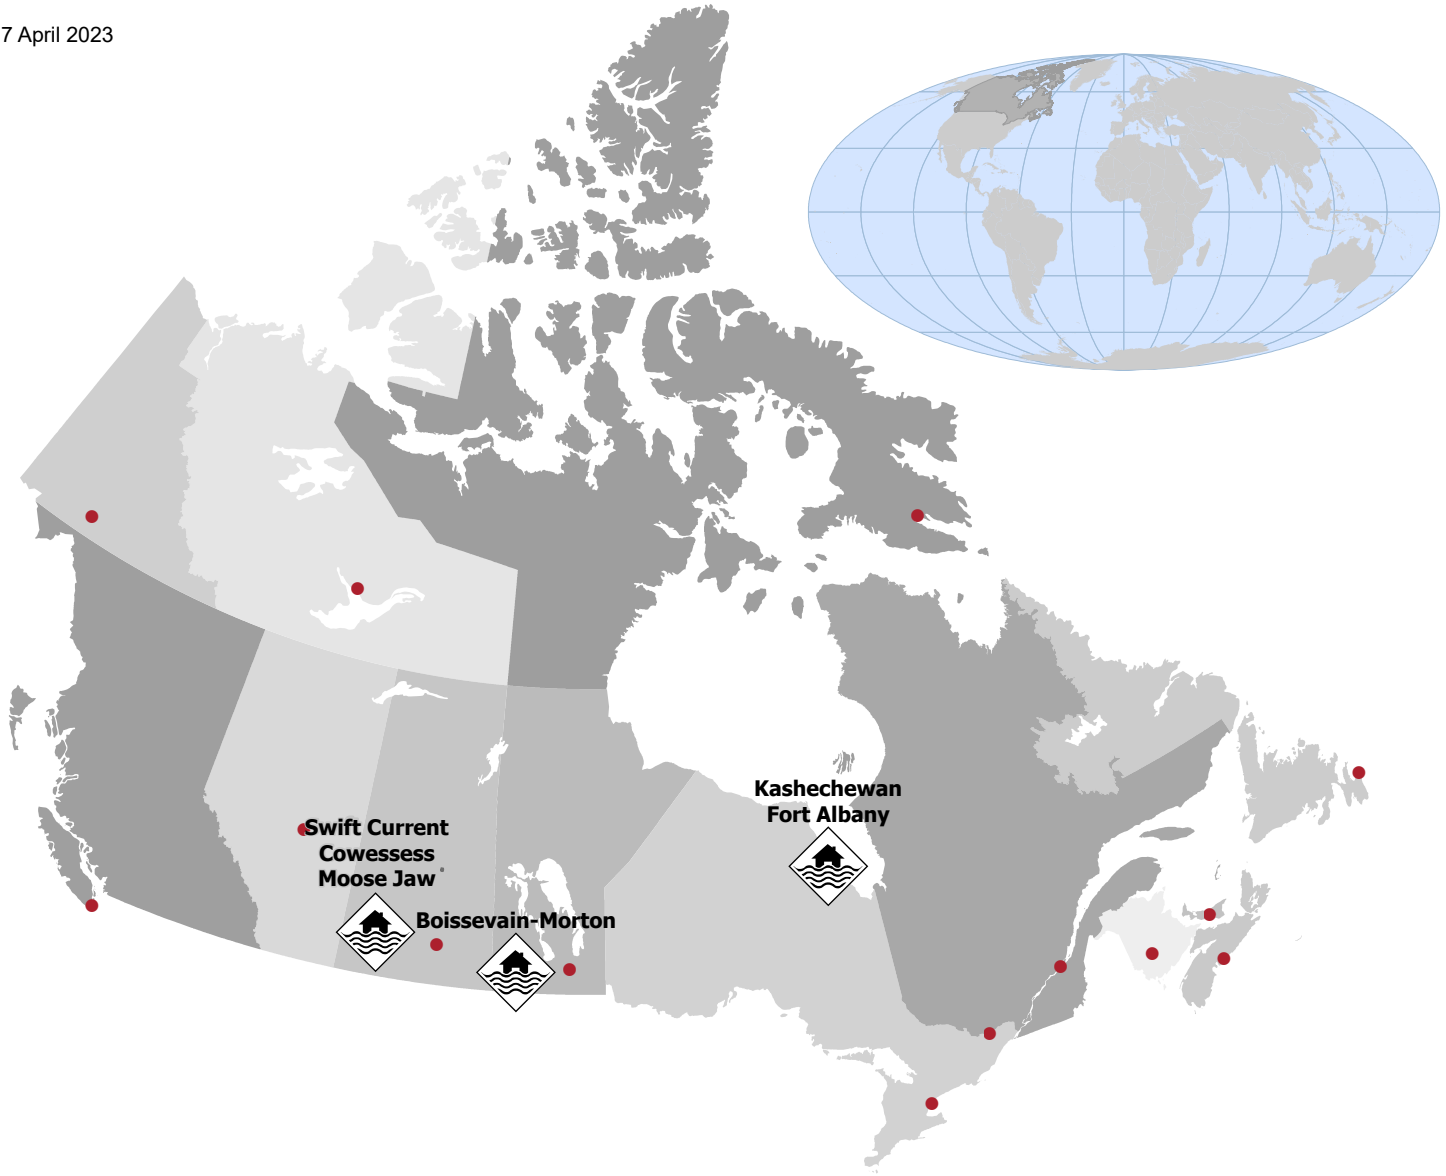 7 April 2023
Kashechewan
Fort Albany
Swift Current
Cowessess
Moose Jaw
Boissevain-Morton